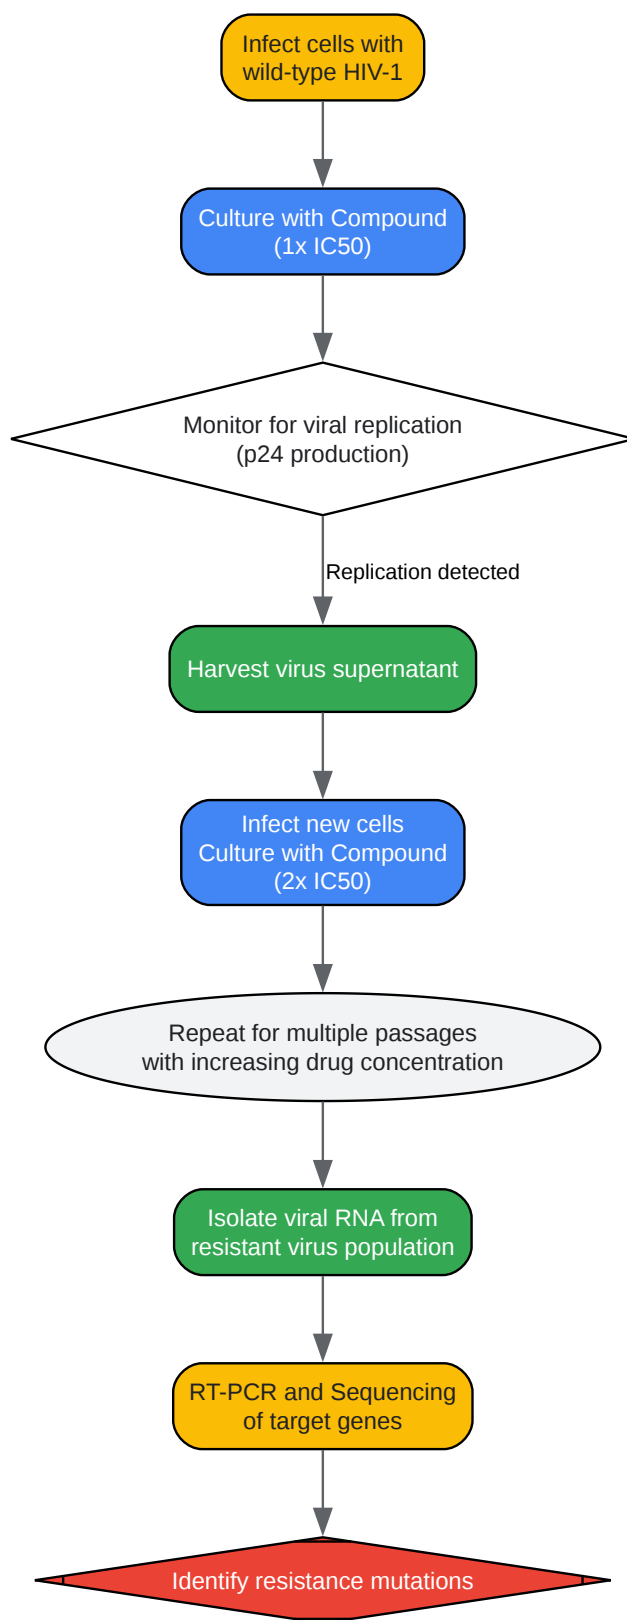 Infect cells with
wild-type HIV-1
Culture with Compound
(1x IC50)
Monitor for viral replication
(p24 production)
Replication detected
Harvest virus supernatant
Infect new cells
Culture with Compound
(2x IC50)
Repeat for multiple passages
with increasing drug concentration
Isolate viral RNA from
resistant virus population
RT-PCR and Sequencing
of target genes
Identify resistance mutations